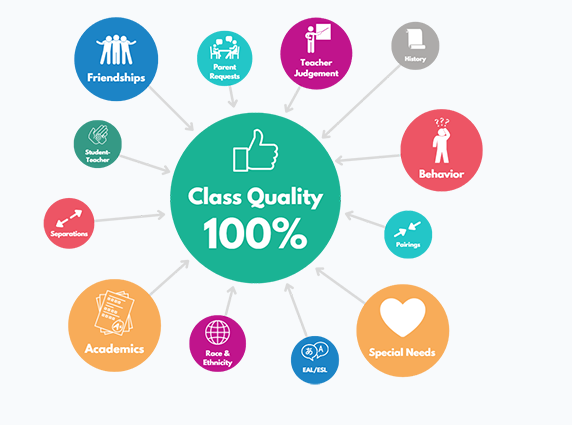 Friendships
Parent
Requests
Teacher
Judgement
History
Student-
Teacher
???
Behavior
Class Quality
100%
Separations
Pairings
A+
Academics
Race &
Ethnicity
あ A
EAL/ESL
Special Needs